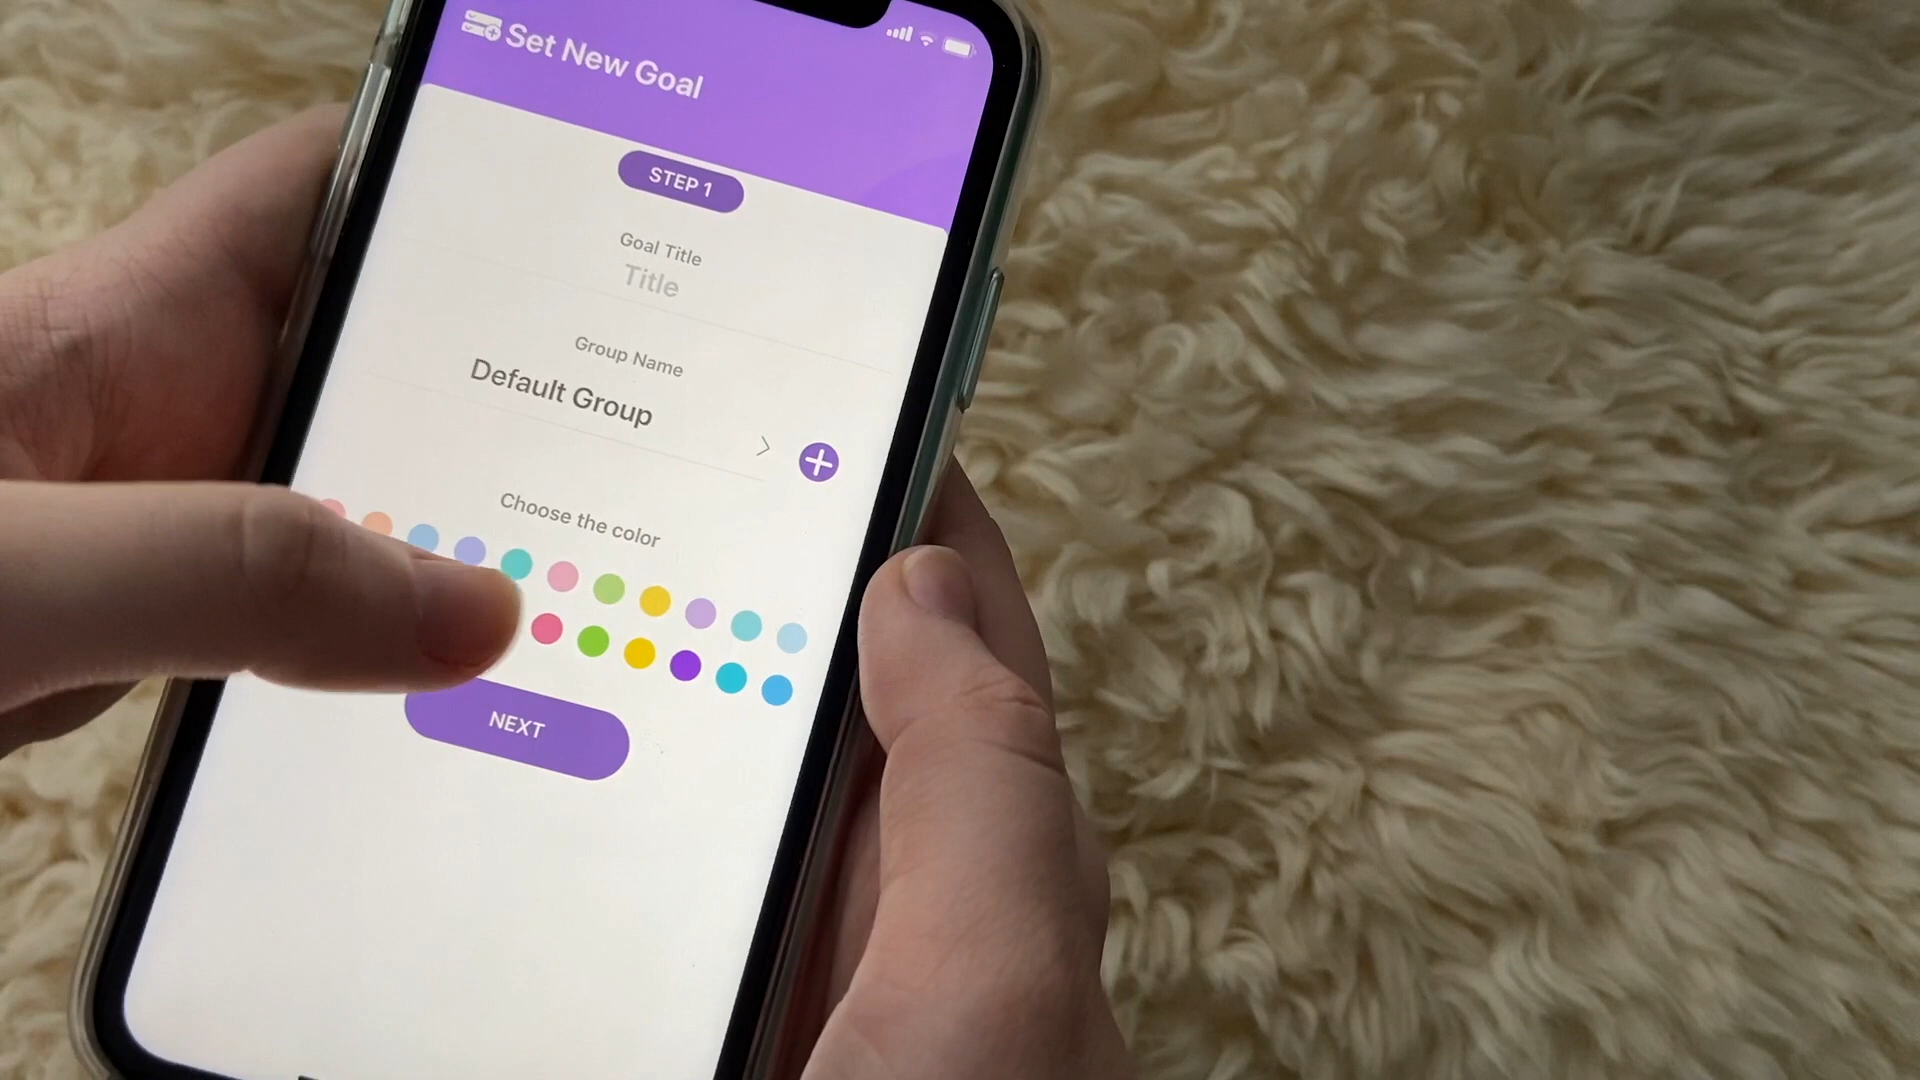 Set New Goal
STEP 1
Goal Title
Title
Group Name
Default Group
Choose the color
NEXT